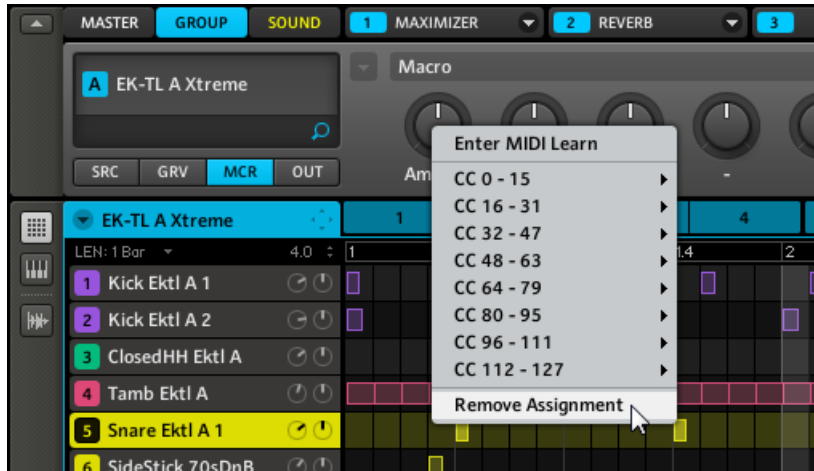 MASTER GROUP SOUND 1 MAXIMIZER 2 REVERB 3
Macro
A EK-TL A Xtreme
SRC GRV MCR OUT
Am
-
Enter MIDI Learn
CC 0 - 15
CC 16 - 31
CC 32 - 47
CC 48 - 63
CC 64 - 79
CC 80 - 95
CC 96 - 111
CC 112 - 127
Remove Assignment
EK-TL A Xtreme 1 4
LEN: 1 Bar 4.0 1 1.4 2
1 Kick Ektl A 1
2 Kick Ektl A 2
3 ClosedHH Ektl A
4 Tamb Ektl A
5 Snare Ektl A 1
6 SideStick 70sDnB